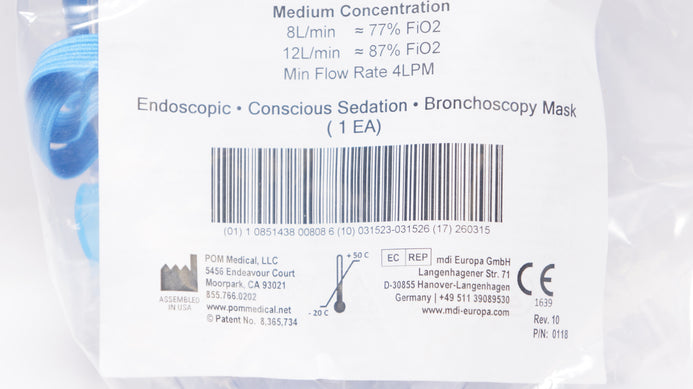 Medium Concentration
8L/min ≈ 77% FiO2
12L/min ≈ 87% FiO2
Min Flow Rate 4LPM
Endoscopic • Conscious Sedation • Bronchoscopy Mask
( 1 EA)
(01) 1 0851438 00808 6 (10) 031523-031526 (17) 260315
POM Medical, LLC
5456 Endeavour Court
Moorpark, CA 93021
855.766.0202
www.pommedical.net
© Patent No. 8,365,734
ASSEMBLED
IN USA
+ 50 C
- 20 C
EC REP mdi Europa GmbH
Langenhagener Str. 71
D-30855 Hanover-Langenhagen
Germany | +49 511 39089530
www.mdi-europa.com
CE
1639
Rev. 10
P/N: 0118